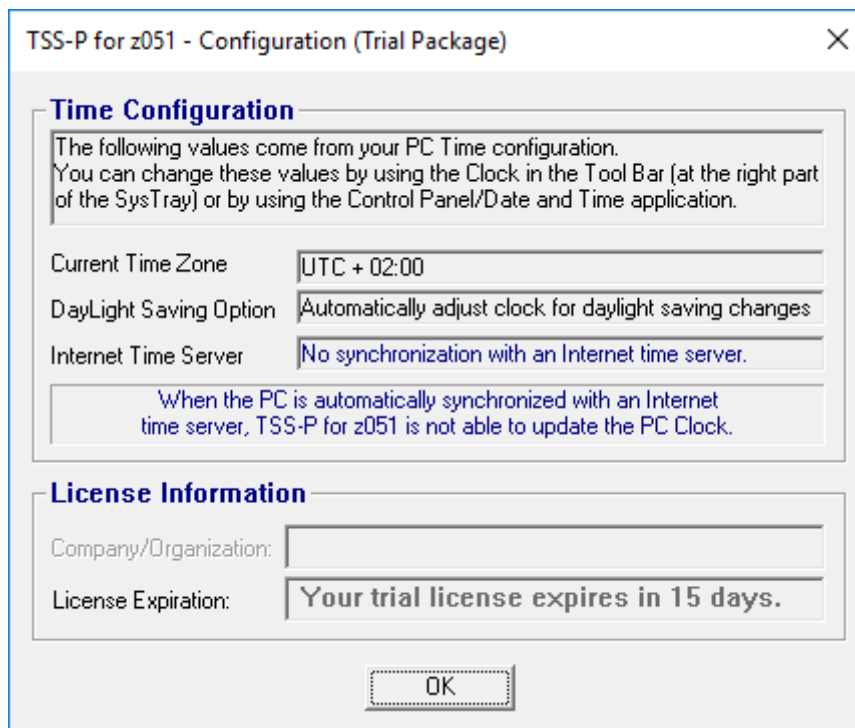 TSS-P for z051 - Configuration (Trial Package)
Time Configuration
The following values come from your PC Time configuration.
You can change these values by using the Clock in the Tool Bar (at the right part
of the SysTray) or by using the Control Panel/Date and Time application.
Current Time Zone UTC + 02:00
DayLight Saving Option Automatically adjust clock for daylight saving changes
Internet Time Server No synchronization with an Internet time server.
When the PC is automatically synchronized with an Internet
time server, TSS-P for z051 is not able to update the PC Clock.
License Information
Company/Organization:
License Expiration: Your trial license expires in 15 days.
OK